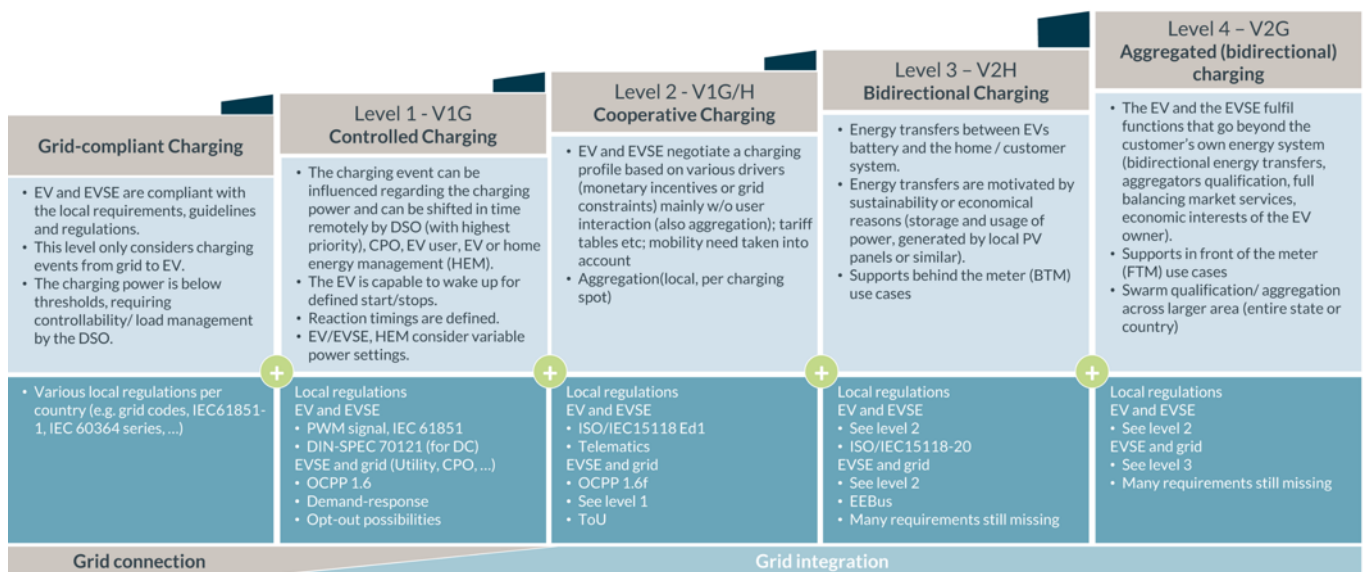 Grid-compliant Charging
• EV and EVSE are compliant with
the local requirements, guidelines
and regulations.
• This level only considers charging
events from grid to EV.
• The charging power is below
thresholds, requiring
controllability/ load management
by the DSO.
• Various local regulations per
country (e.g. grid codes, IEC61851-
1, IEC 60364 series, ...)
Level 1 - V1G
Controlled Charging
• The charging event can be
influenced regarding the charging
power and can be shifted in time
remotely by DSO (with highest
priority), CPO, EV user, EV or home
energy management (HEM).
• The EV is capable to wake up for
defined start/stops.
• Reaction timings are defined.
• EV/EVSE, HEM consider variable
power settings.
Local regulations
EV and EVSE
• PWM signal, IEC 61851
• DIN-SPEC 70121 (for DC)
EVSE and grid (Utility, CPO, ...)
• OCPP 1.6
• Demand-response
• Opt-out possibilities
Level 2 - V1G/H
Cooperative Charging
• EV and EVSE negotiate a charging
profile based on various drivers
(monetary incentives or grid
constraints) mainly w/o user
interaction (also aggregation); tariff
tables etc; mobility need taken into
account
• Aggregation(local, per charging
spot)
Local regulations
EV and EVSE
• ISO/IEC15118 Ed1
• Telematics
EVSE and grid
• OCPP 1.6f
• See level 1
• ToU
Level 3 – V2H
Bidirectional Charging
• Energy transfers between EVs
battery and the home / customer
system.
• Energy transfers are motivated by
sustainability or economical
reasons (storage and usage of
power, generated by local PV
panels or similar).
• Supports behind the meter (BTM)
use cases
Local regulations
EV and EVSE
• See level 2
• ISO/IEC15118-20
EVSE and grid
• See level 2
• EEBus
• Many requirements still missing
Level 4 – V2G
Aggregated (bidirectional)
charging
• The EV and the EVSE fulfil
functions that go beyond the
customer's own energy system
(bidirectional energy transfers,
aggregators qualification, full
balancing market services,
economic interests of the EV
owner).
• Supports in front of the meter
(FTM) use cases
• Swarm qualification/ aggregation
across larger area (entire state or
country)
Local regulations
EV and EVSE
• See level 2
EVSE and grid
• See level 3
• Many requirements still missing
+
+
+
+
Grid connection
Grid integration